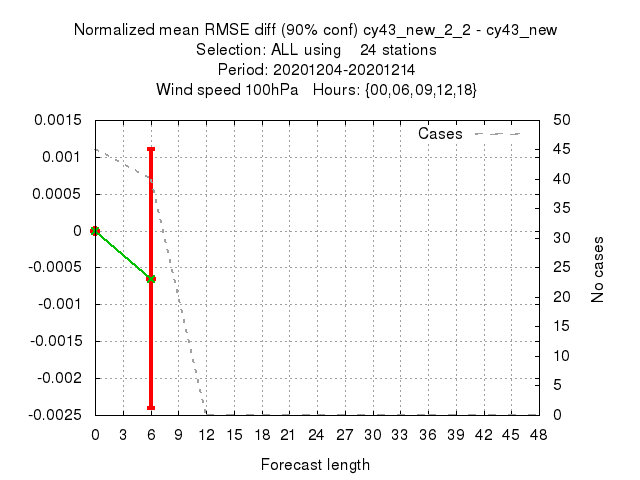 Normalized mean RMSE diff (90% conf) cy43_new_2_2 - cy43_new
Selection: ALL using 24 stations
Period: 20201204-20201214
Wind speed 100hPa Hours: {00,06,09,12,18}
Cases
0.0015
0.001
0.0005
0
-0.0005
-0.001
-0.0015
-0.002
-0.0025
50
45
40
35
30
25
20
15
10
5
0
No cases
0 3 6 9 12 15 18 21 24 27 30 33 36 39 42 45 48
Forecast length